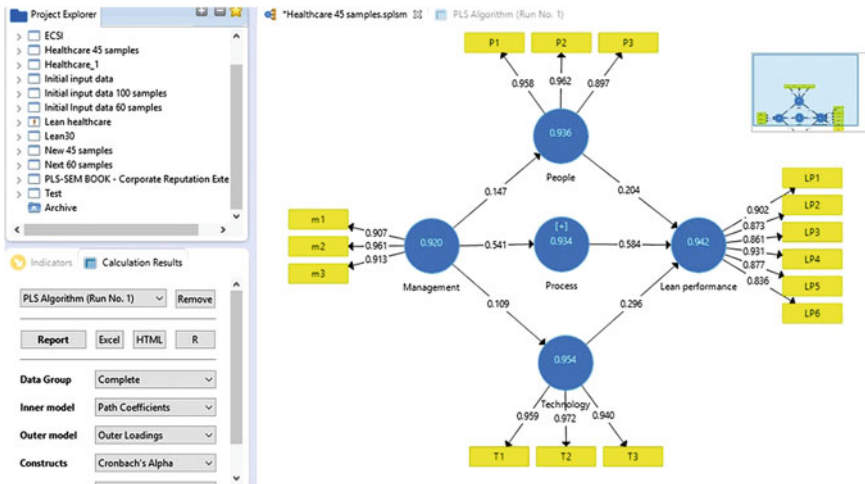 Project Explorer
ECSI
Healthcare 45 samples
Healthcare_1
Initial input data
Initial input data 100 samples
Initial Input data 60 samples
Lean healthcare
Lean30
New 45 samples
Next 60 samples
PLS-SEM BOOK - Corporate Reputation Exte
Test
Archive
Indicators
Calculation Results
PLS Algorithm (Run No. 1)
Remove
Report
Excel
HTML
R
Data Group
Complete
Inner model
Path Coefficients
Outer model
Outer Loadings
Constructs
Cronbach's Alpha
*Healthcare 45 samples.splsm
PLS Algorithm (Run No. 1)
P1
P2
P3
0.958
0.962
0.897
0.936
People
0.147
0.204
m1
m2
m3
0.907
0.961
0.913
0.920
Management
0.541
[+]
0.934
Process
0.584
0.942
Lean performance
0.902
0.873
0.861
0.931
0.877
0.836
LP1
LP2
LP3
LP4
LP5
LP6
0.109
0.296
0.954
Technology
0.959
0.972
0.940
T1
T2
T3